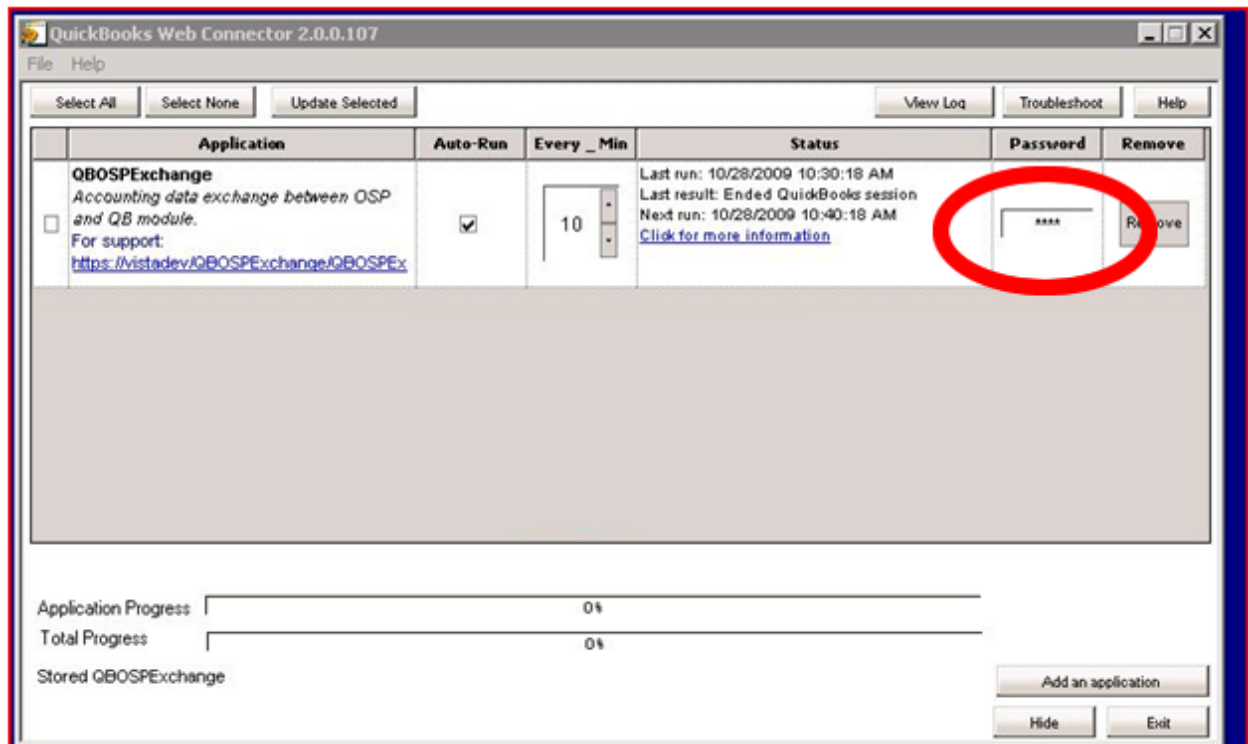 QuickBooks Web Connector 2.0.0.107
File Help
Select All Select None Update Selected View Log Troubleshoot Help
Application Auto-Run Every _ Min Status Password Remove
QBOSPExchange
Accounting data exchange between OSP
and QB module.
For support:
https://vistadev/QBOSPExchange/QBOSPEx
10
Last run: 10/28/2009 10:30:18 AM
Last result: Ended QuickBooks session
Next run: 10/28/2009 10:40:18 AM
Click for more information
****
Remove
Application Progress 0%
Total Progress 0%
Stored QBOSPExchange
Add an application
Hide Exit